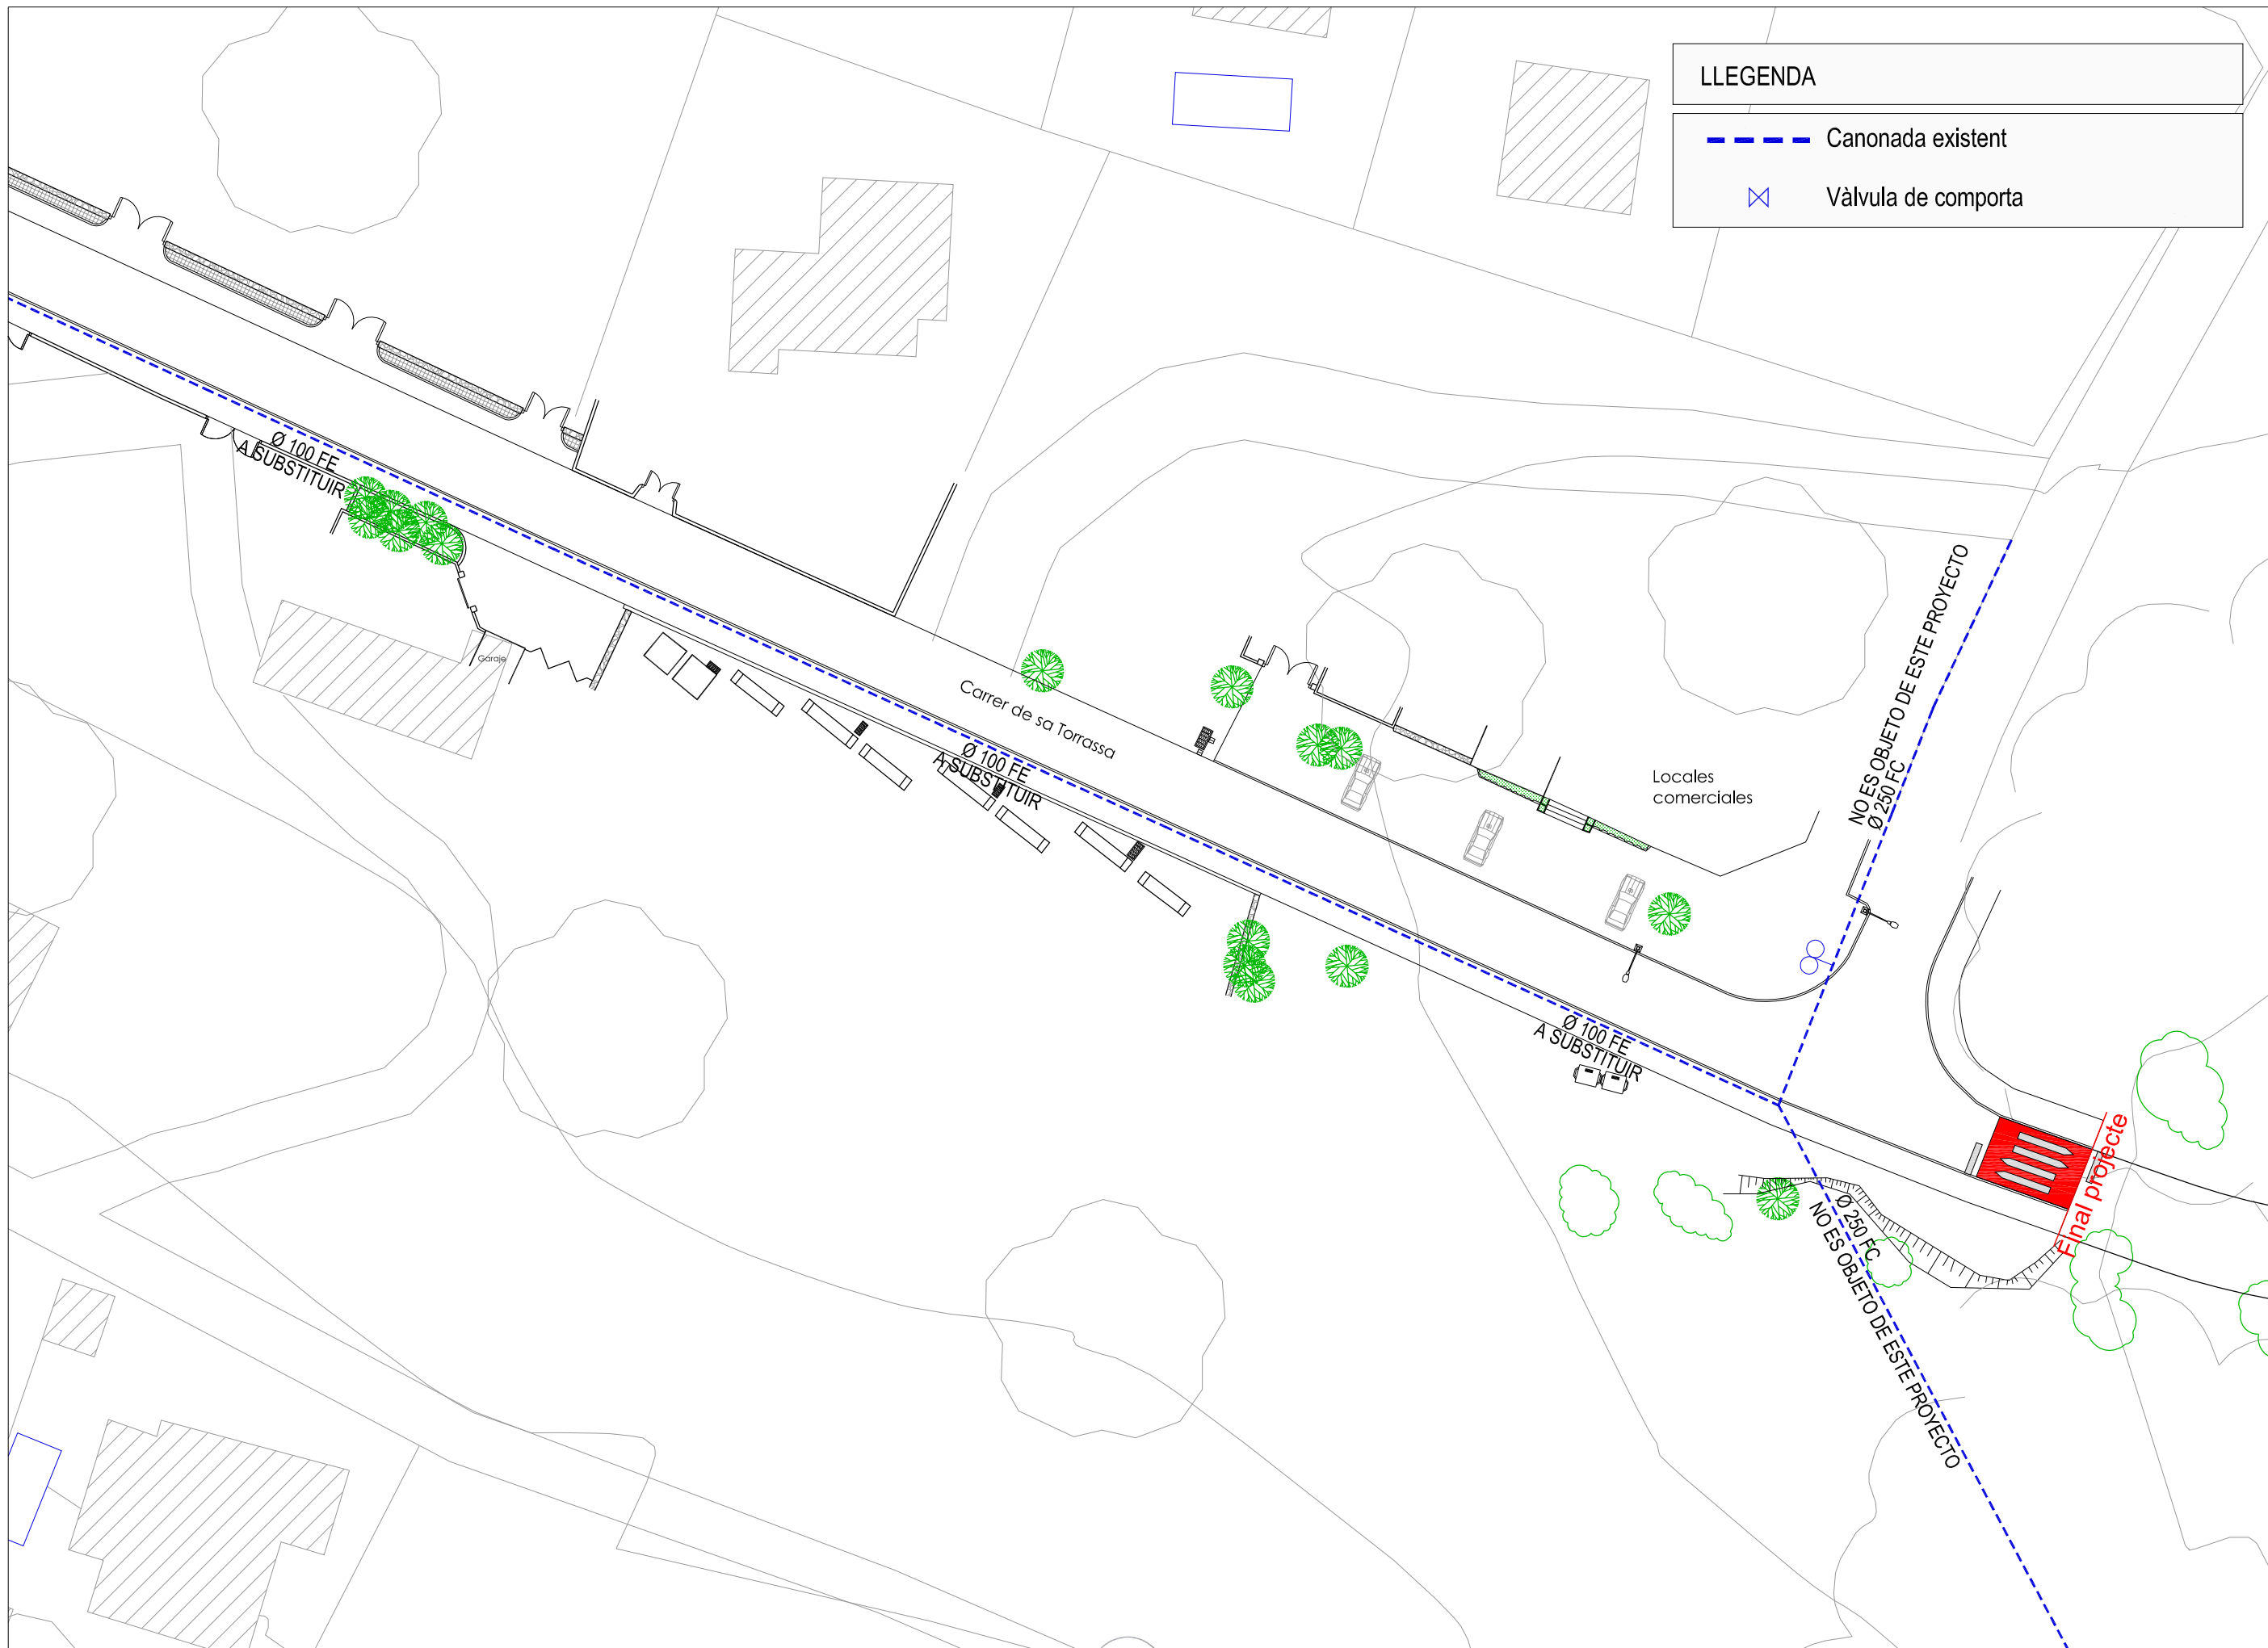 LLEGENDA
Canonada existent
Vàlvula de comporta
Ø 100 FE
A SUBSTITUIR
Garaje
Carrer de sa Torrassa
Ø 100 FE
A SUBSTITUIR
Locales
comerciales
NO ES OBJETO DE ESTE PROYECTO
Ø 250 FC
Ø 100 FE
A SUBSTITUIR
FInal projecte
Ø 250 FC
NO ES OBJETO DE ESTE PROYECTO